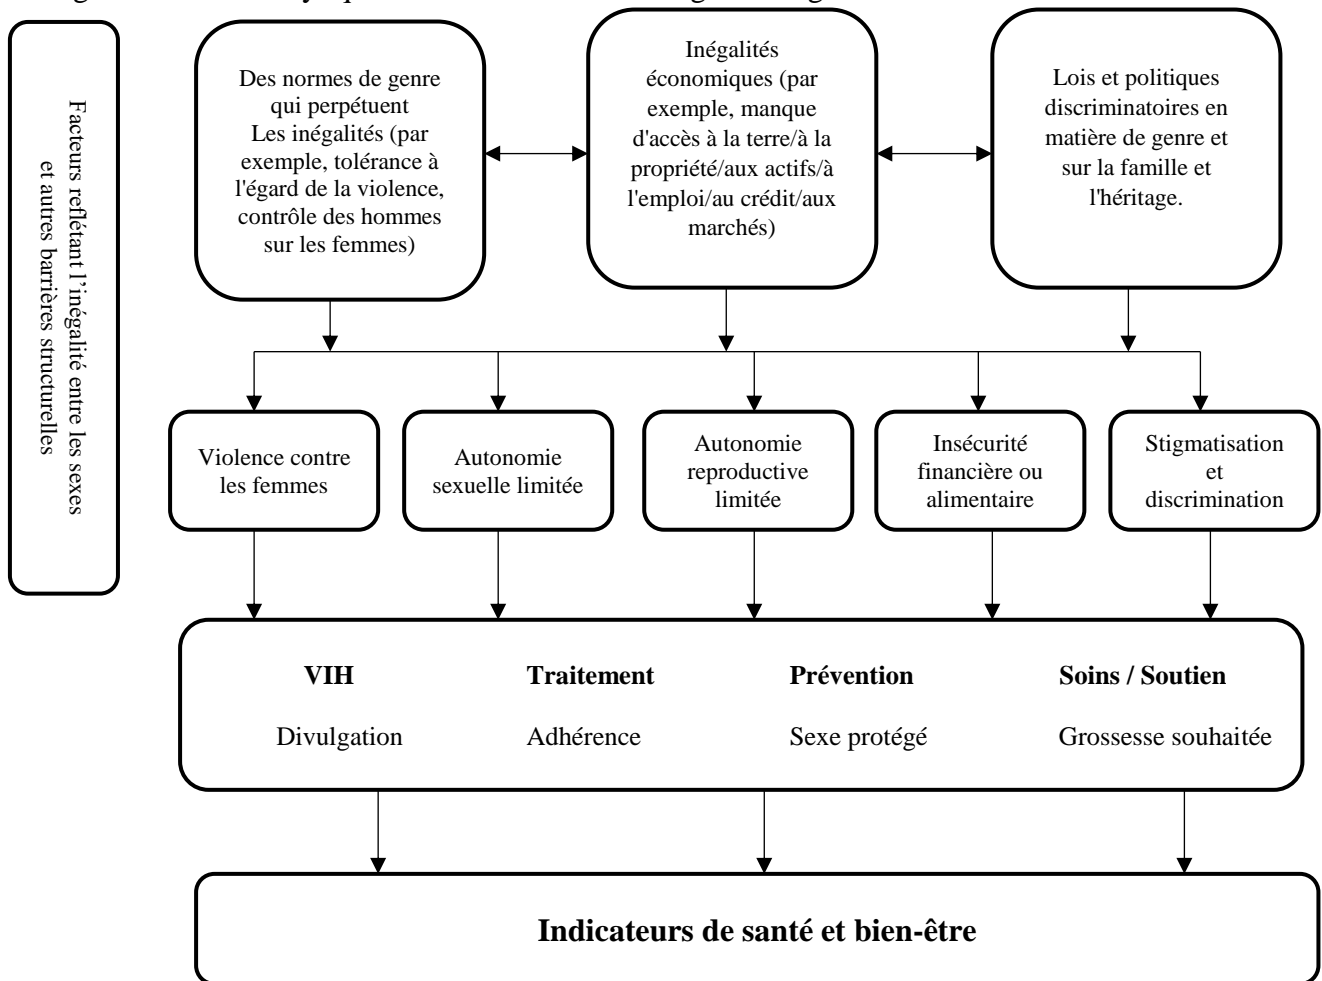 Facteurs reflétant l'inégalité entre les sexes
et autres barrières structurelles
Des normes de genre
qui perpétuent
Les inégalités (par
exemple, tolérance à
l'égard de la violence,
contrôle des hommes
sur les femmes)
Inégalités
économiques (par
exemple, manque
d'accès à la terre/à la
propriété/aux actifs/à
l'emploi/au crédit/aux
marchés)
Lois et politiques
discriminatoires en
matière de genre et
sur la famille et
l'héritage.
Violence contre
les femmes
Autonomie
sexuelle limitée
Autonomie
reproductive
limitée
Insécurité
financière ou
alimentaire
Stigmatisation
et
discrimination
VIH Traitement Prévention Soins / Soutien
Divulgation Adhérence Sexe protégé Grossesse souhaitée
Indicateurs de santé et bien-être